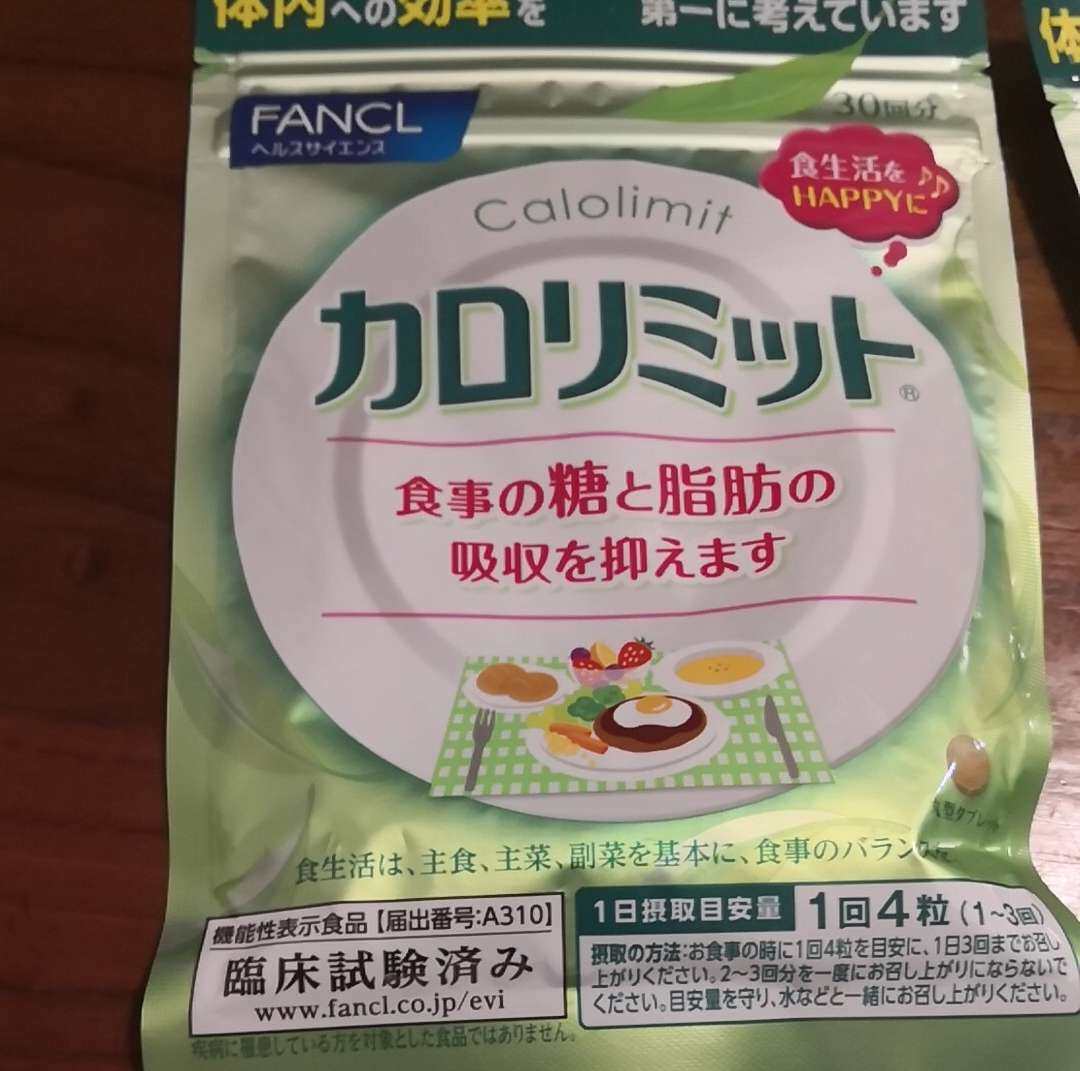 体内への効率を 第一に考えています
FANCL
ヘルスサイエンス
30回分
食生活を
HAPPYに
Calolimit
カロリミット®
食事の糖と脂肪の
吸収を抑えます
食生活は、主食、主菜、副菜を基本に、食事のバランスを
機能性表示食品【届出番号:A310】
臨床試験済み
www.fancl.co.jp/evi
疾病に罹患している方を対象とした食品ではありません。
1日摂取目安量 1回4粒(1~3回)
摂取の方法:お食事の時に1回4粒を目安に、1日3回までお召し
上がりください。2~3回分を一度にお召し上がりにならないで
ください。目安量を守り、水などと一緒にお召し上がりください。
体